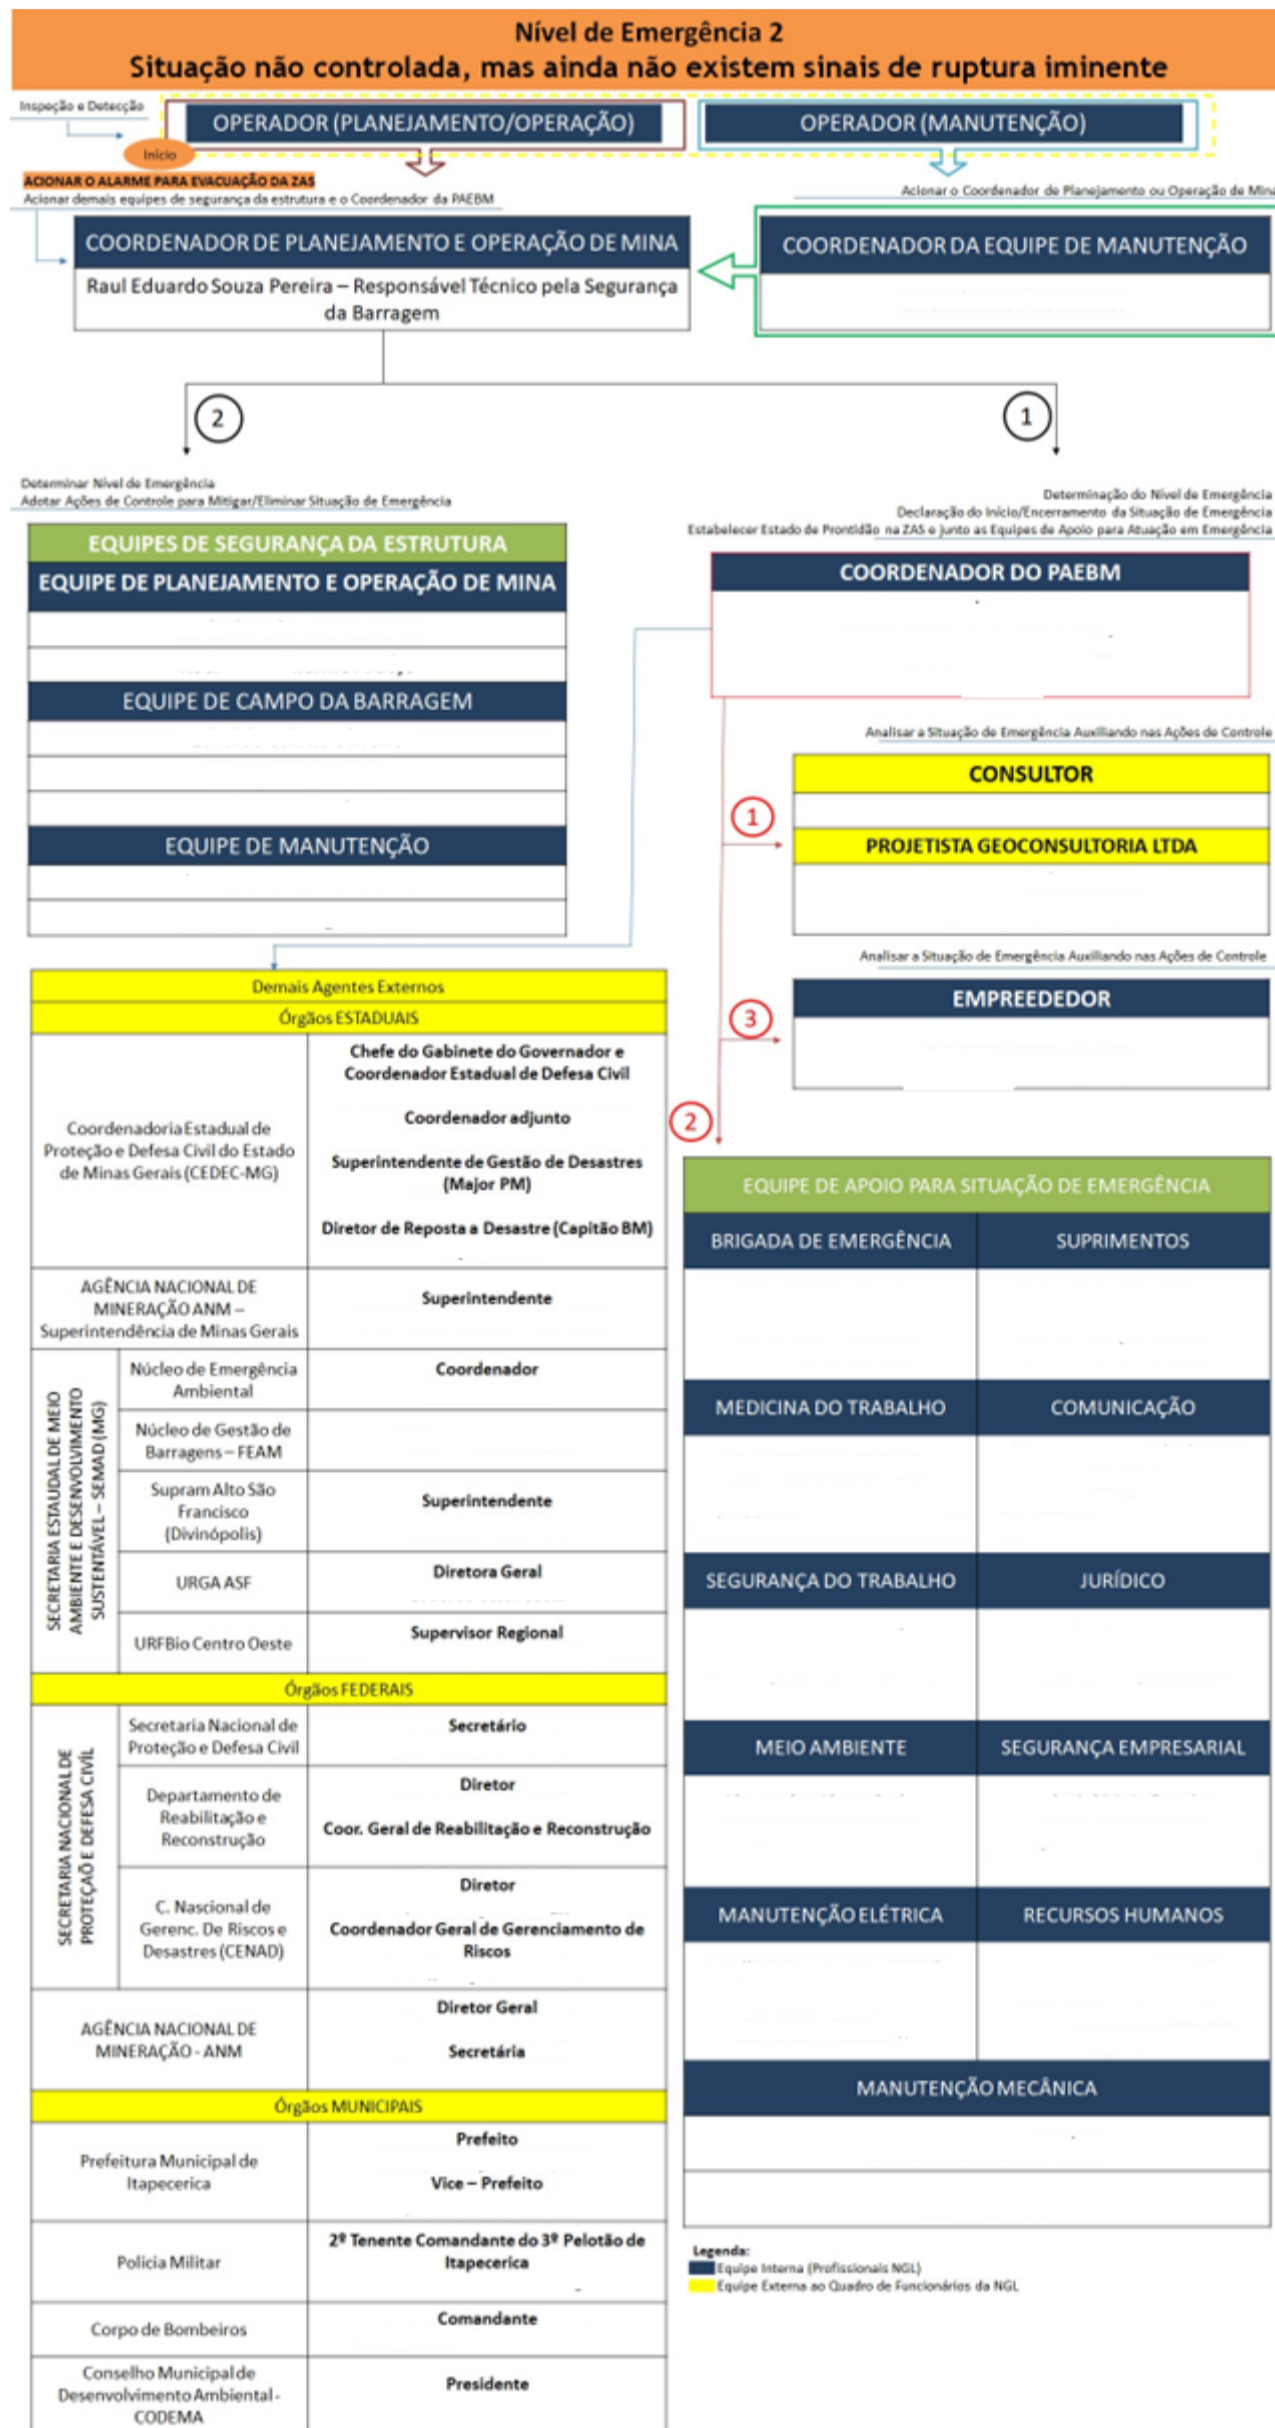 Nível de Emergência 2
Situação não controlada, mas ainda não existem sinais de ruptura iminente
Inspeção e Detecção
OPERADOR (PLANEJAMENTO/OPERAÇÃO)
OPERADOR (MANUTENÇÃO)
Início
ACIONAR O ALARME PARA EVACUAÇÃO DA ZAS
Acionar demais equipes de segurança da estrutura e o Coordenador da PAEBM
Acionar o Coordenador de Planejamento ou Operação de Mina
COORDENADOR DE PLANEJAMENTO E OPERAÇÃO DE MINA
Raul Eduardo Souza Pereira – Responsável Técnico pela Segurança
da Barragem
COORDENADOR DA EQUIPE DE MANUTENÇÃO
2
1
Determinar Nível de Emergência
Adotar Ações de Controle para Mitigar/Eliminar Situação de Emergência
Determinação do Nível de Emergência
Declaração do Início/Encerramento da Situação de Emergência
Estabelecer Estado de Prontidão na ZAS e junto as Equipes de Apoio para Atuação em Emergência
EQUIPES DE SEGURANÇA DA ESTRUTURA
EQUIPE DE PLANEJAMENTO E OPERAÇÃO DE MINA
EQUIPE DE CAMPO DA BARRAGEM
EQUIPE DE MANUTENÇÃO
COORDENADOR DO PAEBM
Analisar a Situação de Emergência Auxiliando nas Ações de Controle
1
CONSULTOR
PROJETISTA GEOCONSULTORIA LTDA
Analisar a Situação de Emergência Auxiliando nas Ações de Controle
3
EMPREEDEDOR
2
Demais Agentes Externos
Órgãos ESTADUAIS
Coordenadoria Estadual de
Proteção e Defesa Civil do Estado
de Minas Gerais (CEDEC-MG)
Chefe do Gabinete do Governador e
Coordenador Estadual de Defesa Civil
Coordenador adjunto
Superintendente de Gestão de Desastres
(Major PM)
Diretor de Reposta a Desastre (Capitão BM)
AGÊNCIA NACIONAL DE
MINERAÇÃO ANM –
Superintendência de Minas Gerais
Superintendente
SECRETARIA ESTAUDAL DE MEIO
AMBIENTE E DESENVOLVIMENTO
SUSTENTÁVEL – SEMAD (MG)
Núcleo de Emergência
Ambiental
Coordenador
Núcleo de Gestão de
Barragens – FEAM
Supram Alto São
Francisco
(Divinópolis)
Superintendente
URGA ASF
Diretora Geral
URFBio Centro Oeste
Supervisor Regional
Órgãos FEDERAIS
SECRETARIA NACIONAL DE
PROTEÇAÕ E DEFESA CIVÍL
Secretaria Nacional de
Proteção e Defesa Civil
Secretário
Departamento de
Reabilitação e
Reconstrução
Diretor
Coor. Geral de Reabilitação e Reconstrução
C. Nascional de
Gerenc. De Riscos e
Desastres (CENAD)
Diretor
Coordenador Geral de Gerenciamento de
Riscos
AGÊNCIA NACIONAL DE
MINERAÇÃO - ANM
Diretor Geral
Secretária
Órgãos MUNICIPAIS
Prefeitura Municipal de
Itapecerica
Prefeito
Vice – Prefeito
Policia Militar
2º Tenente Comandante do 3º Pelotão de
Itapecerica
Corpo de Bombeiros
Comandante
Conselho Municipal de
Desenvolvimento Ambiental -
CODEMA
Presidente
EQUIPE DE APOIO PARA SITUAÇÃO DE EMERGÊNCIA
BRIGADA DE EMERGÊNCIA
SUPRIMENTOS
MEDICINA DO TRABALHO
COMUNICAÇÃO
SEGURANÇA DO TRABALHO
JURÍDICO
MEIO AMBIENTE
SEGURANÇA EMPRESARIAL
MANUTENÇÃO ELÉTRICA
RECURSOS HUMANOS
MANUTENÇÃO MECÂNICA
Legenda:
Equipe Interna (Profissionais NGL)
Equipe Externa ao Quadro de Funcionários da NGL